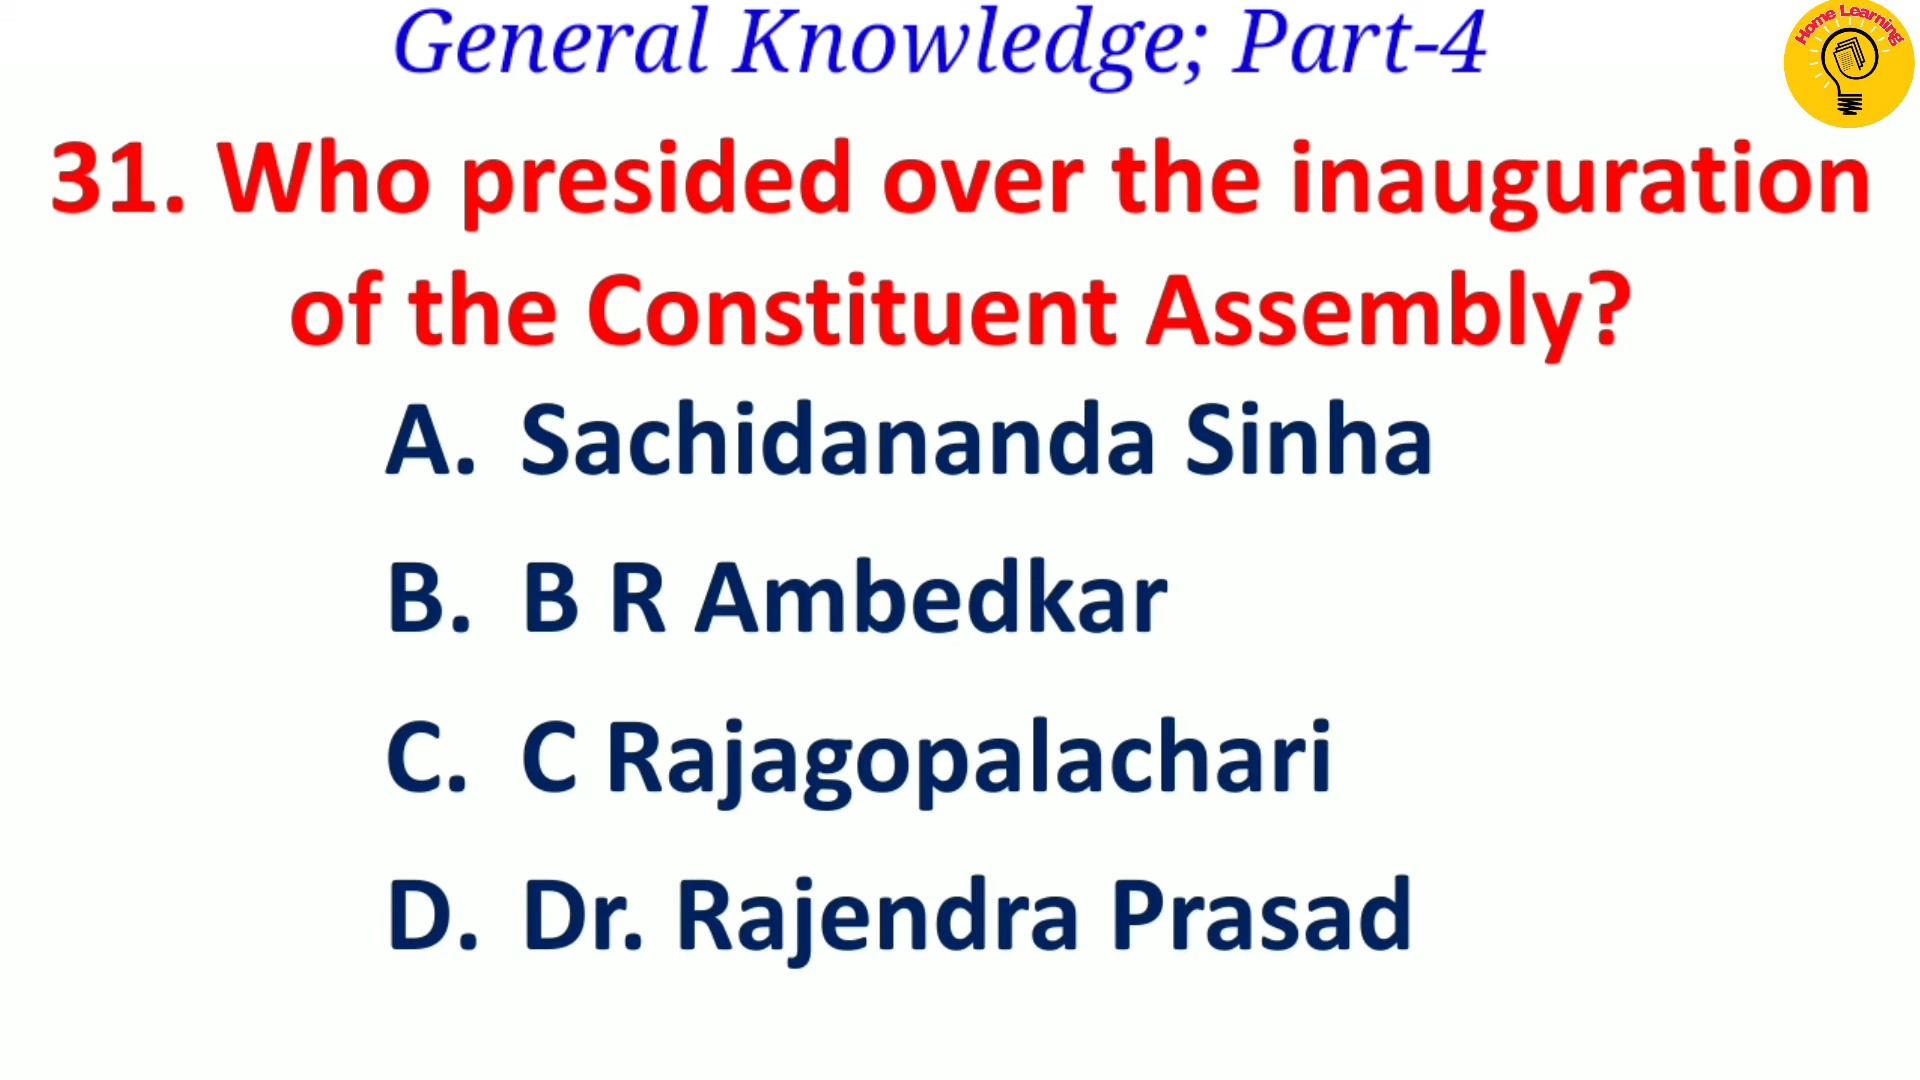 General Knowledge; Part-4
Home Learning
31. Who presided over the inauguration
of the Constituent Assembly?
A. Sachidananda Sinha
B. B R Ambedkar
C. C Rajagopalachari
D. Dr. Rajendra Prasad